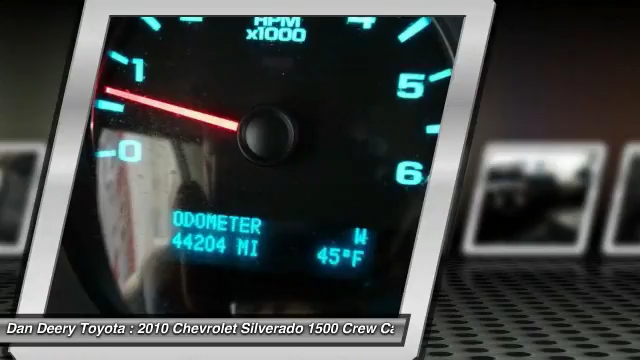 RPM
x1000
4
1
5
0
6
ODOMETER W
44204 MI 45°F
Dan Deery Toyota : 2010 Chevrolet Silverado 1500 Crew Ca